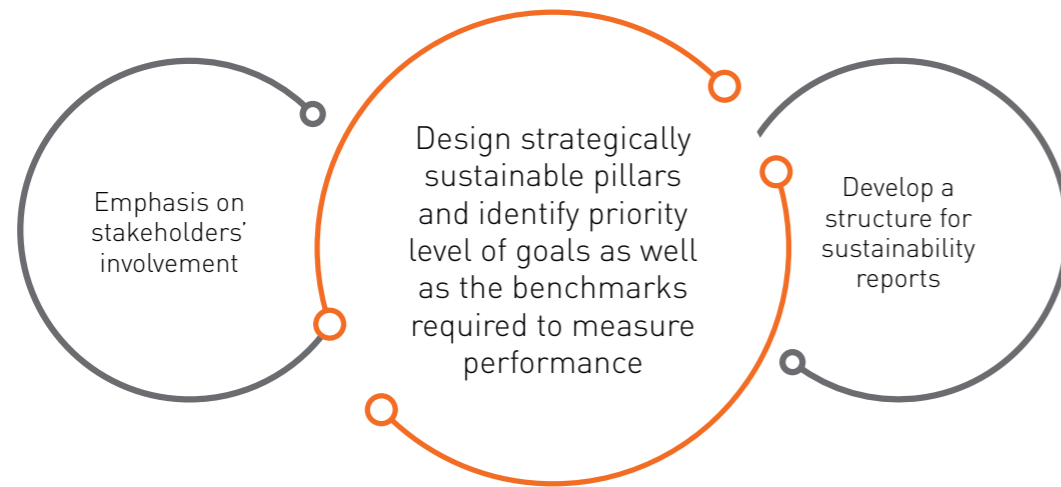 Emphasis on
stakeholders’
involvement
Design strategically
sustainable pillars
and identify priority
level of goals as well
as the benchmarks
required to measure
performance
Develop a
structure for
sustainability
reports